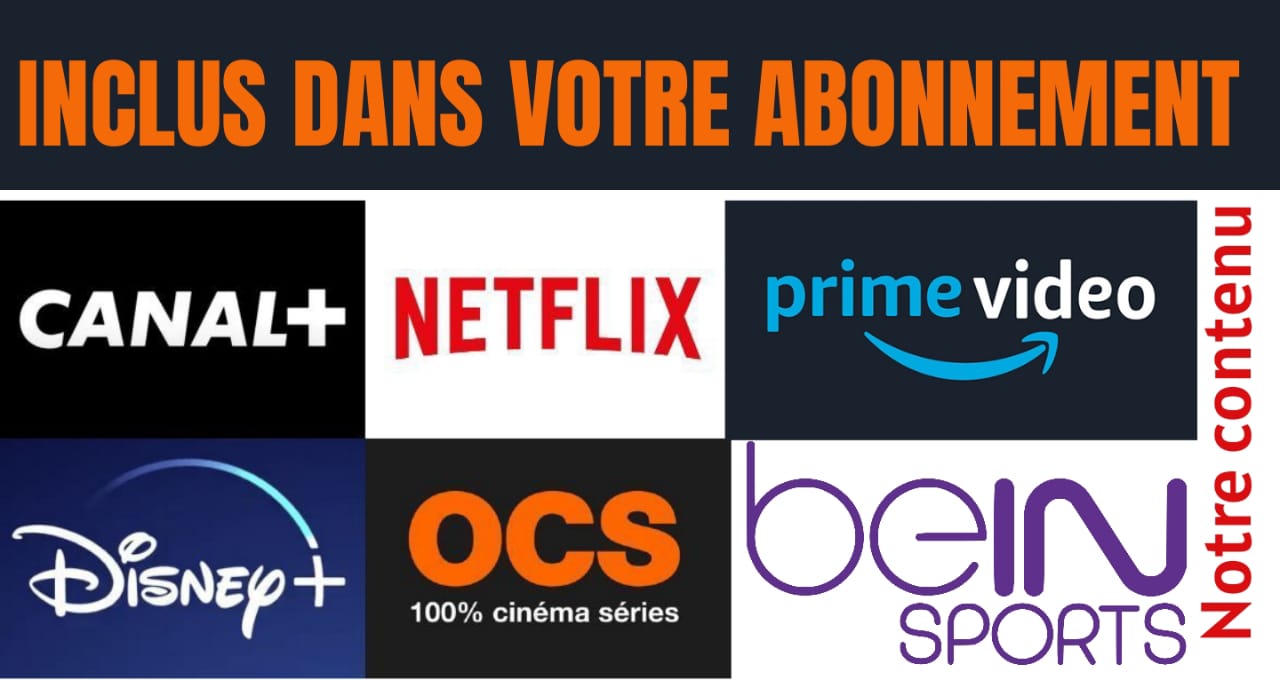 INCLUS DANS VOTRE ABONNEMENT
CANAL+
NETFLIX
prime video
DISNEY+
OCS
100% cinéma séries
beIN
SPORTS
Notre contenu